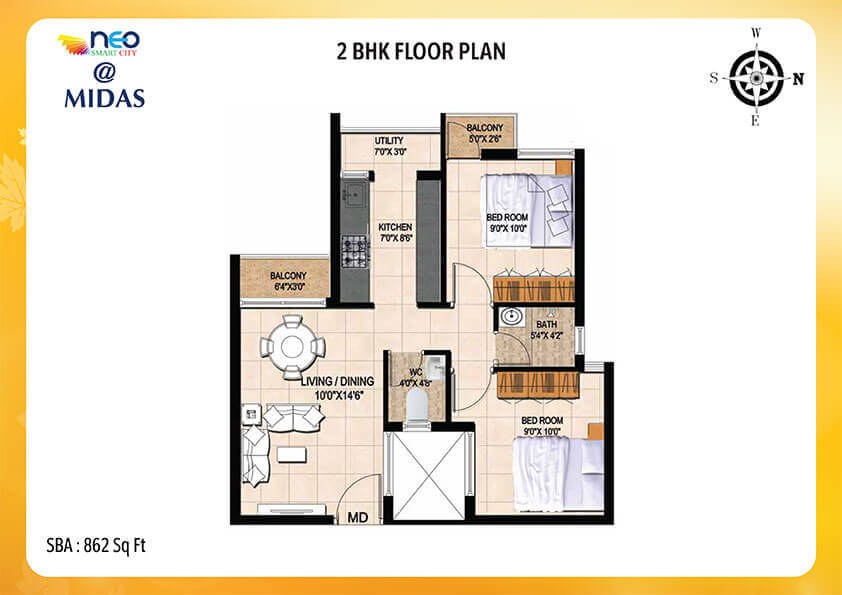 neo
SMART CITY
@
MIDAS
2 BHK FLOOR PLAN
W
S
N
E
BALCONY
5'0"X 2'6"
UTILITY
7'0"X 3'0"
KITCHEN
7'0"X 8'6"
BED ROOM
9'0"X 10'0"
BALCONY
6'4"X3'0"
BATH
5'4"X 4'2"
WC
4'0"X 4'8"
LIVING / DINING
10'0"X14'6"
BED ROOM
9'0"X 10'0"
MD
SBA : 862 Sq Ft